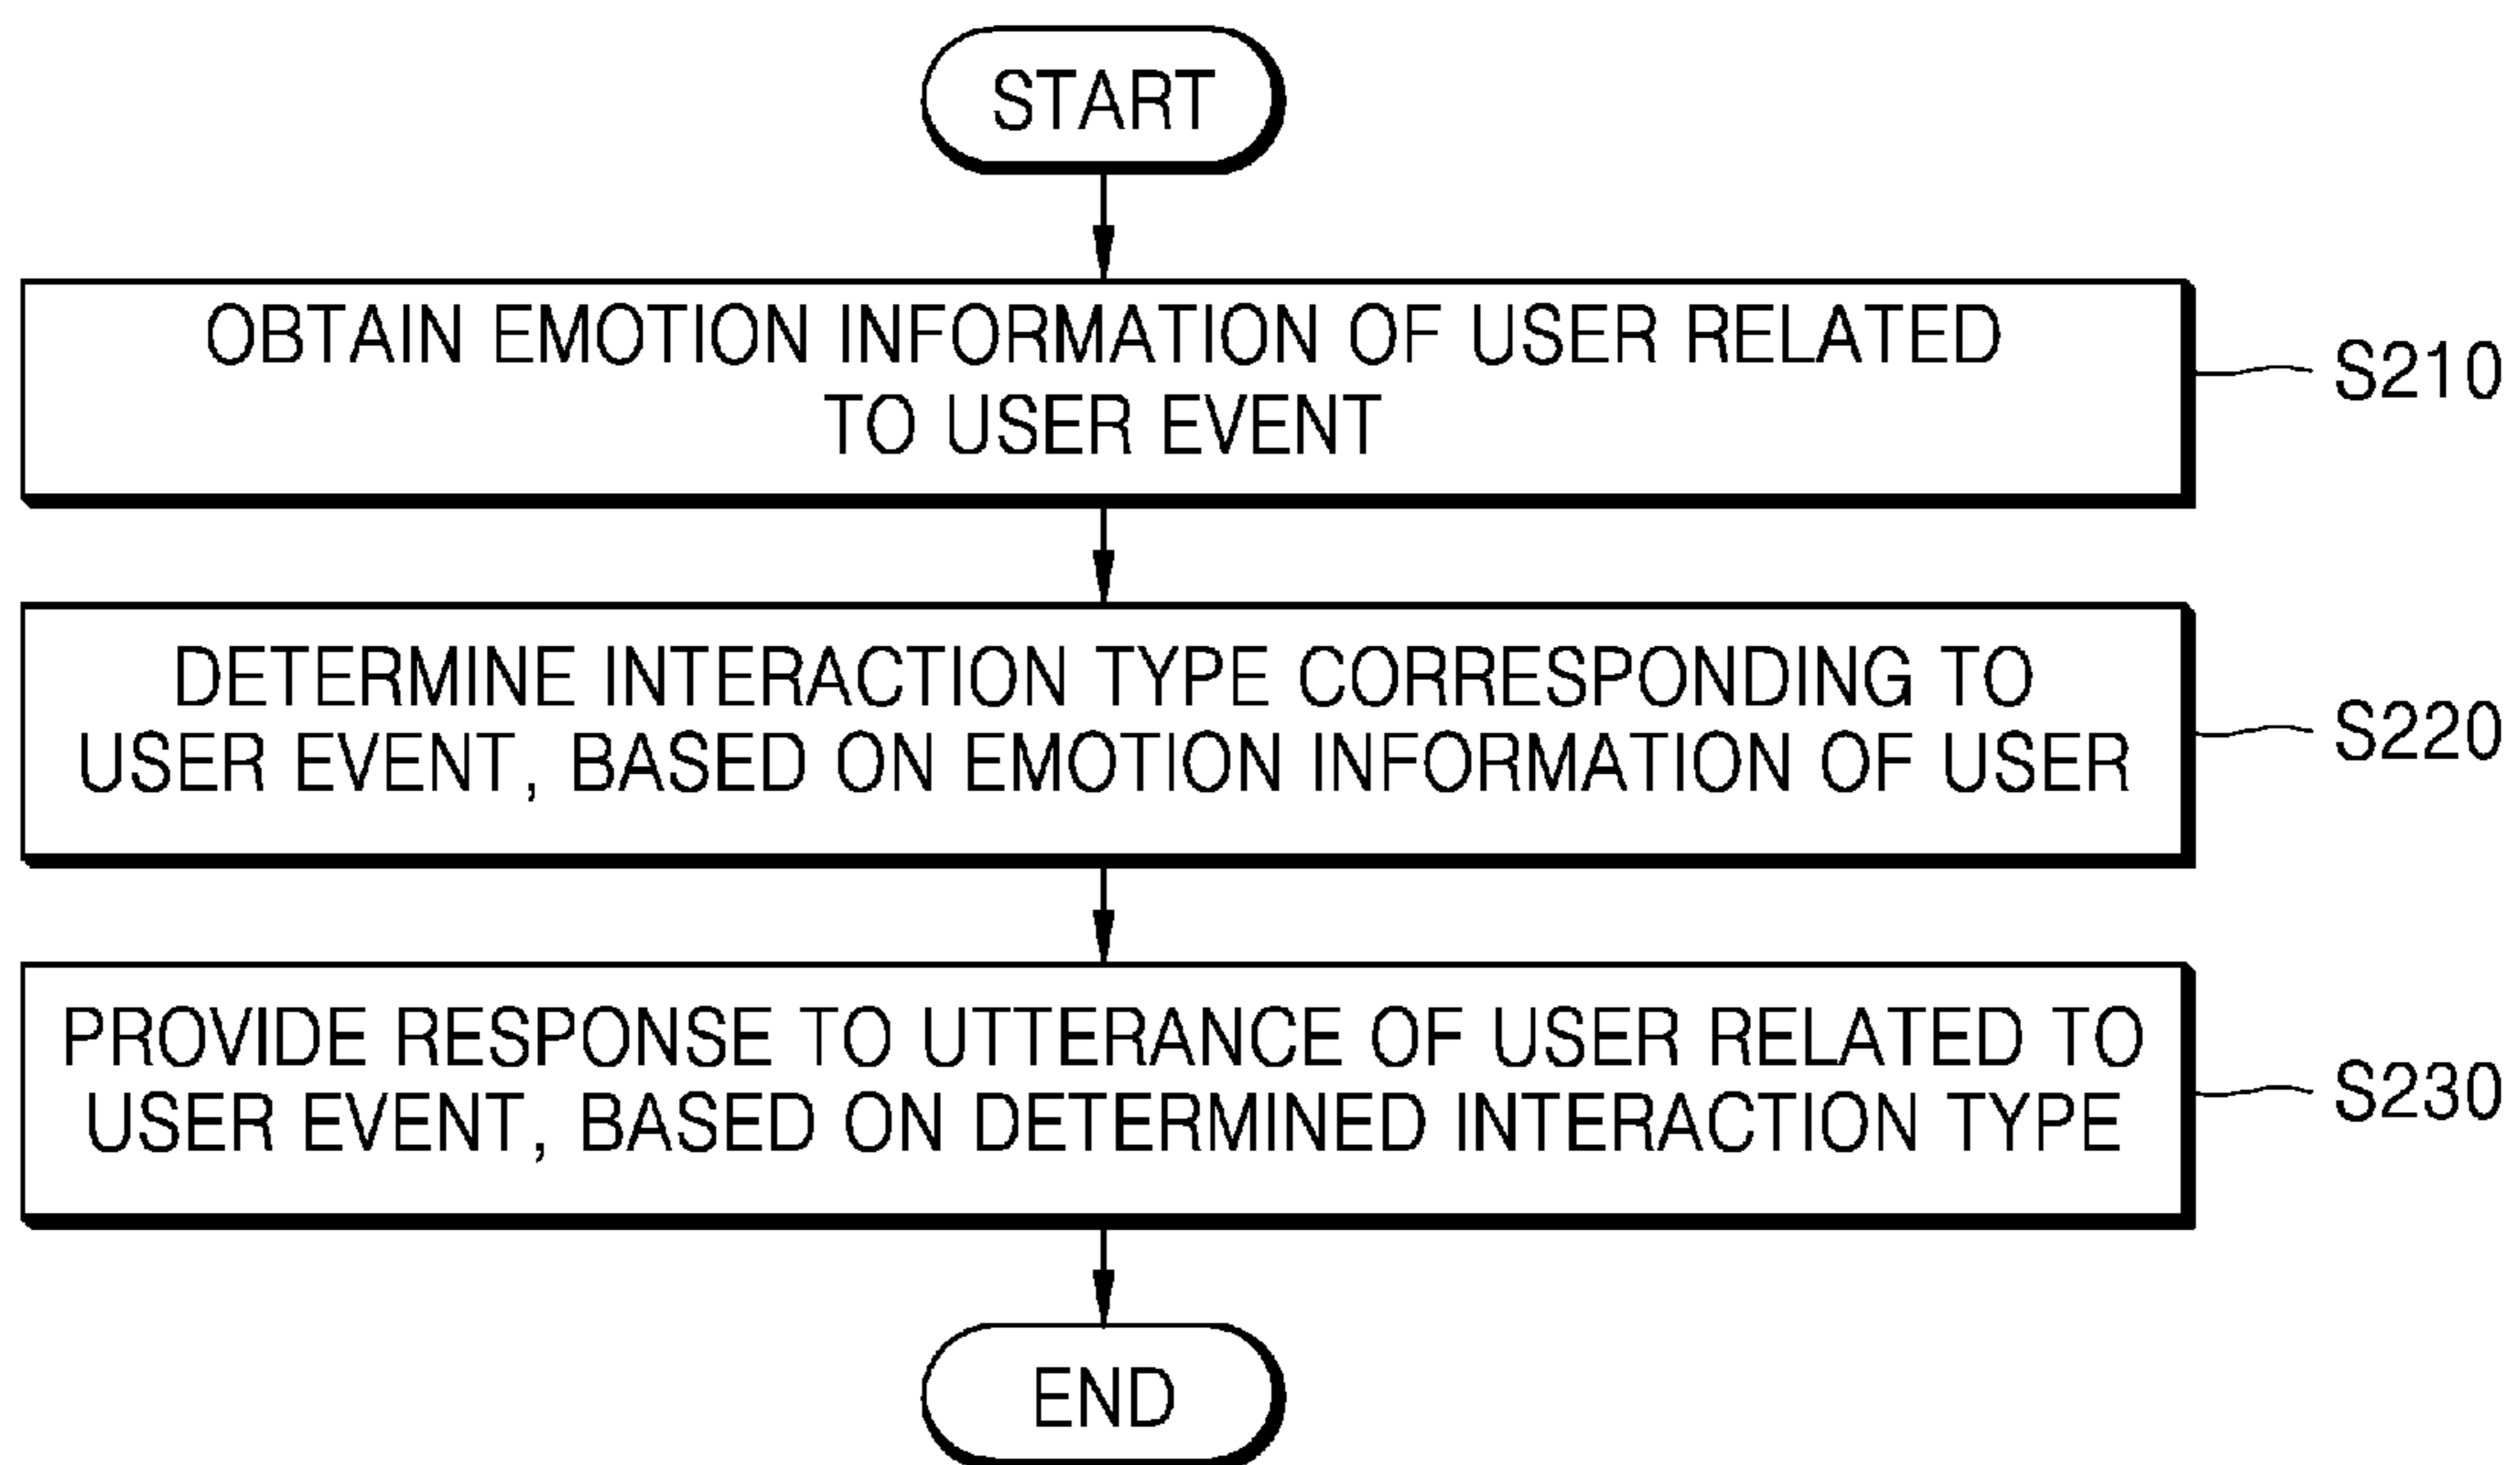 START
OBTAIN EMOTION INFORMATION OF USER RELATED
TO USER EVENT
S210
DETERMINE INTERACTION TYPE CORRESPONDING TO
USER EVENT, BASED ON EMOTION INFORMATION OF USER
S220
PROVIDE RESPONSE TO UTTERANCE OF USER RELATED TO
USER EVENT, BASED ON DETERMINED INTERACTION TYPE
S230
END